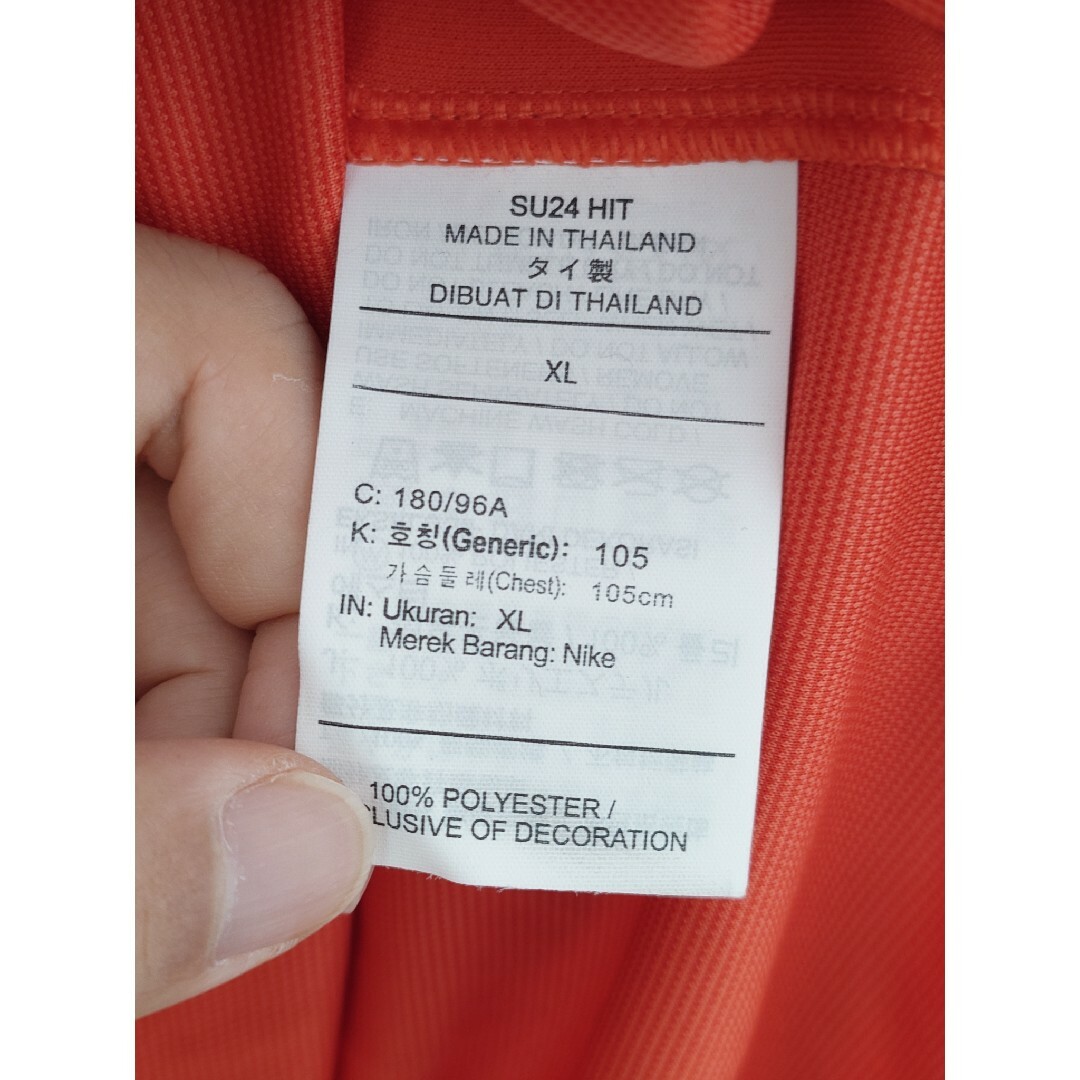 SU24 HIT
MADE IN THAILAND
タイ製
DIBUAT DI THAILAND
XL
C: 180/96A
K: 호칭(Generic): 105
가슴둘레(Chest): 105cm
IN: Ukuran: XL
Merek Barang: Nike
100% POLYESTER /
OF DECORATION